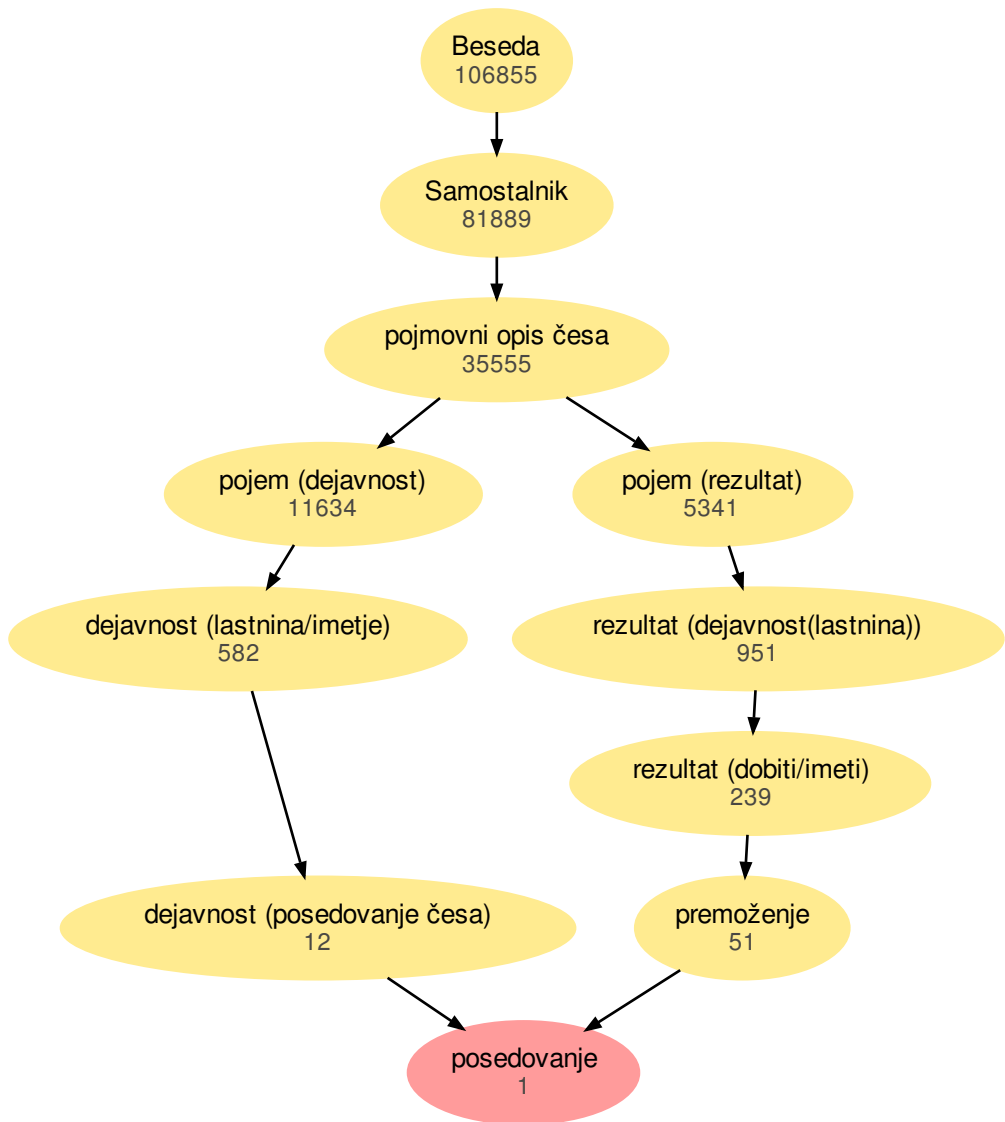 Beseda
106855
Samostalnik
81889
pojmovni opis česa
35555
pojem (dejavnost)
11634
pojem (rezultat)
5341
dejavnost (lastnina/imetje)
582
rezultat (dejavnost(lastnina))
951
rezultat (dobiti/imeti)
239
dejavnost (posedovanje česa)
12
premoženje
51
posedovanje
1